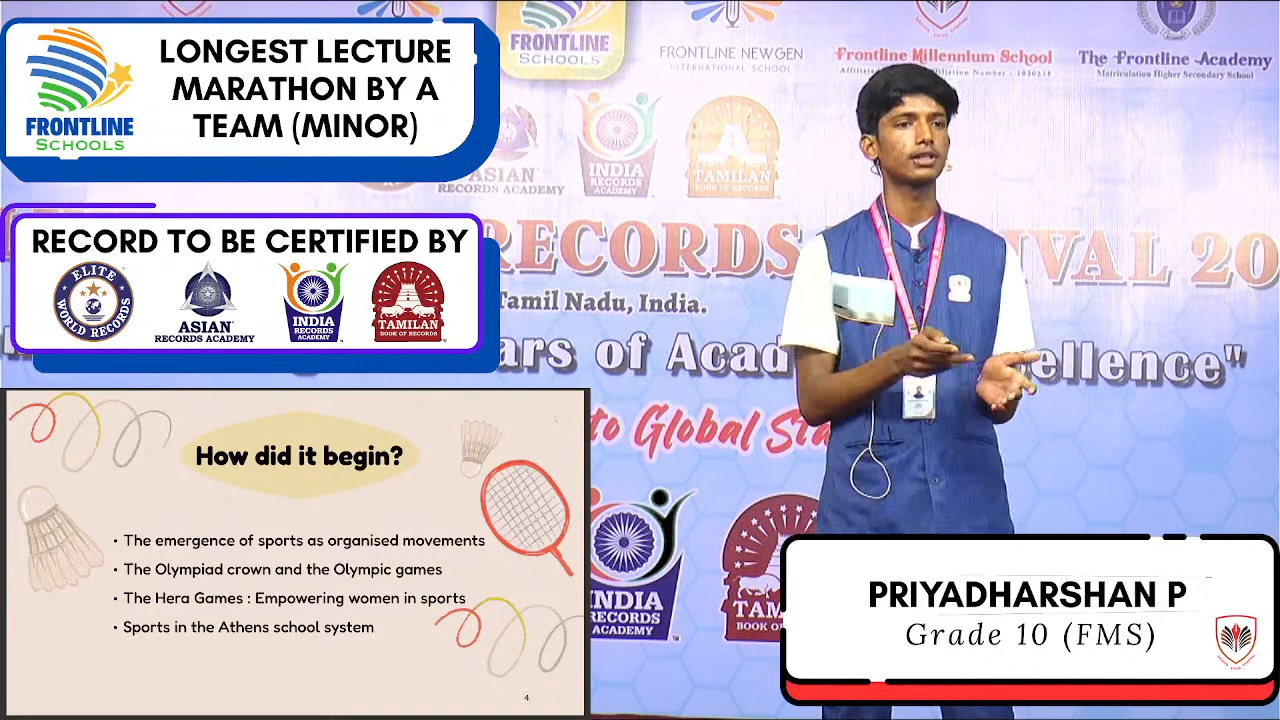 LONGEST LECTURE
MARATHON BY A
TEAM (MINOR)
FRONTLINE
SCHOOLS
RECORD TO BE CERTIFIED BY
ELITE
WORLD RECORDS
ASIAN
RECORDS ACADEMY
INDIA
RECORDS
ACADEMY
TAMILAN
BOOK OF RECORDS
FRONTLINE
SCHOOLS
FRONTLINE NEWGEN
INTERNATIONAL SCHOOL
Frontline Millennium School
The Frontline Academy
Matriculation Higher Secondary School
ASIAN
RECORDS ACADEMY
INDIA
RECORDS
ACADEMY
TAMILAN
BOOK OF RECORDS
RECORDS IVAL 20
Tamil Nadu, India.
ars of Acad ellence"
to Global Sta
How did it begin?
• The emergence of sports as organised movements
• The Olympiad crown and the Olympic games
• The Hera Games : Empowering women in sports
• Sports in the Athens school system
4
INDIA
RECORDS
ACADEMY
TAM
BOOK OF
PRIYADHARSHAN P
Grade 10 (FMS)